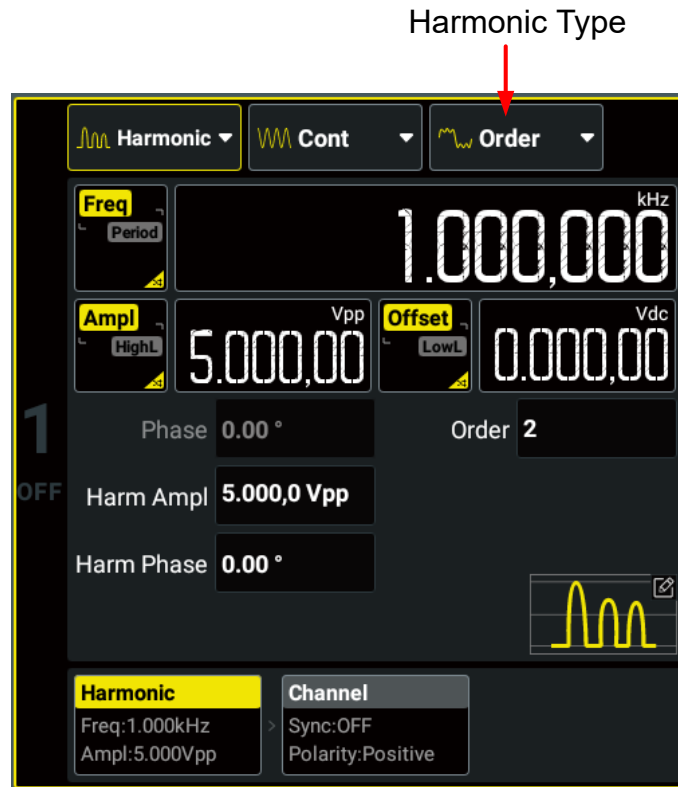 Harmonic Type
Harmonic Cont Order
Freq
Period
kHz
1.000,000
Ampl
HighL
Vpp
5.000,00
Offset
LowL
Vdc
0.000,00
1
OFF
Phase 0.00 °
Order 2
Harm Ampl 5.000,0 Vpp
Harm Phase 0.00 °
Harmonic
Freq:1.000kHz
Ampl:5.000Vpp
>
Channel
Sync:OFF
Polarity:Positive